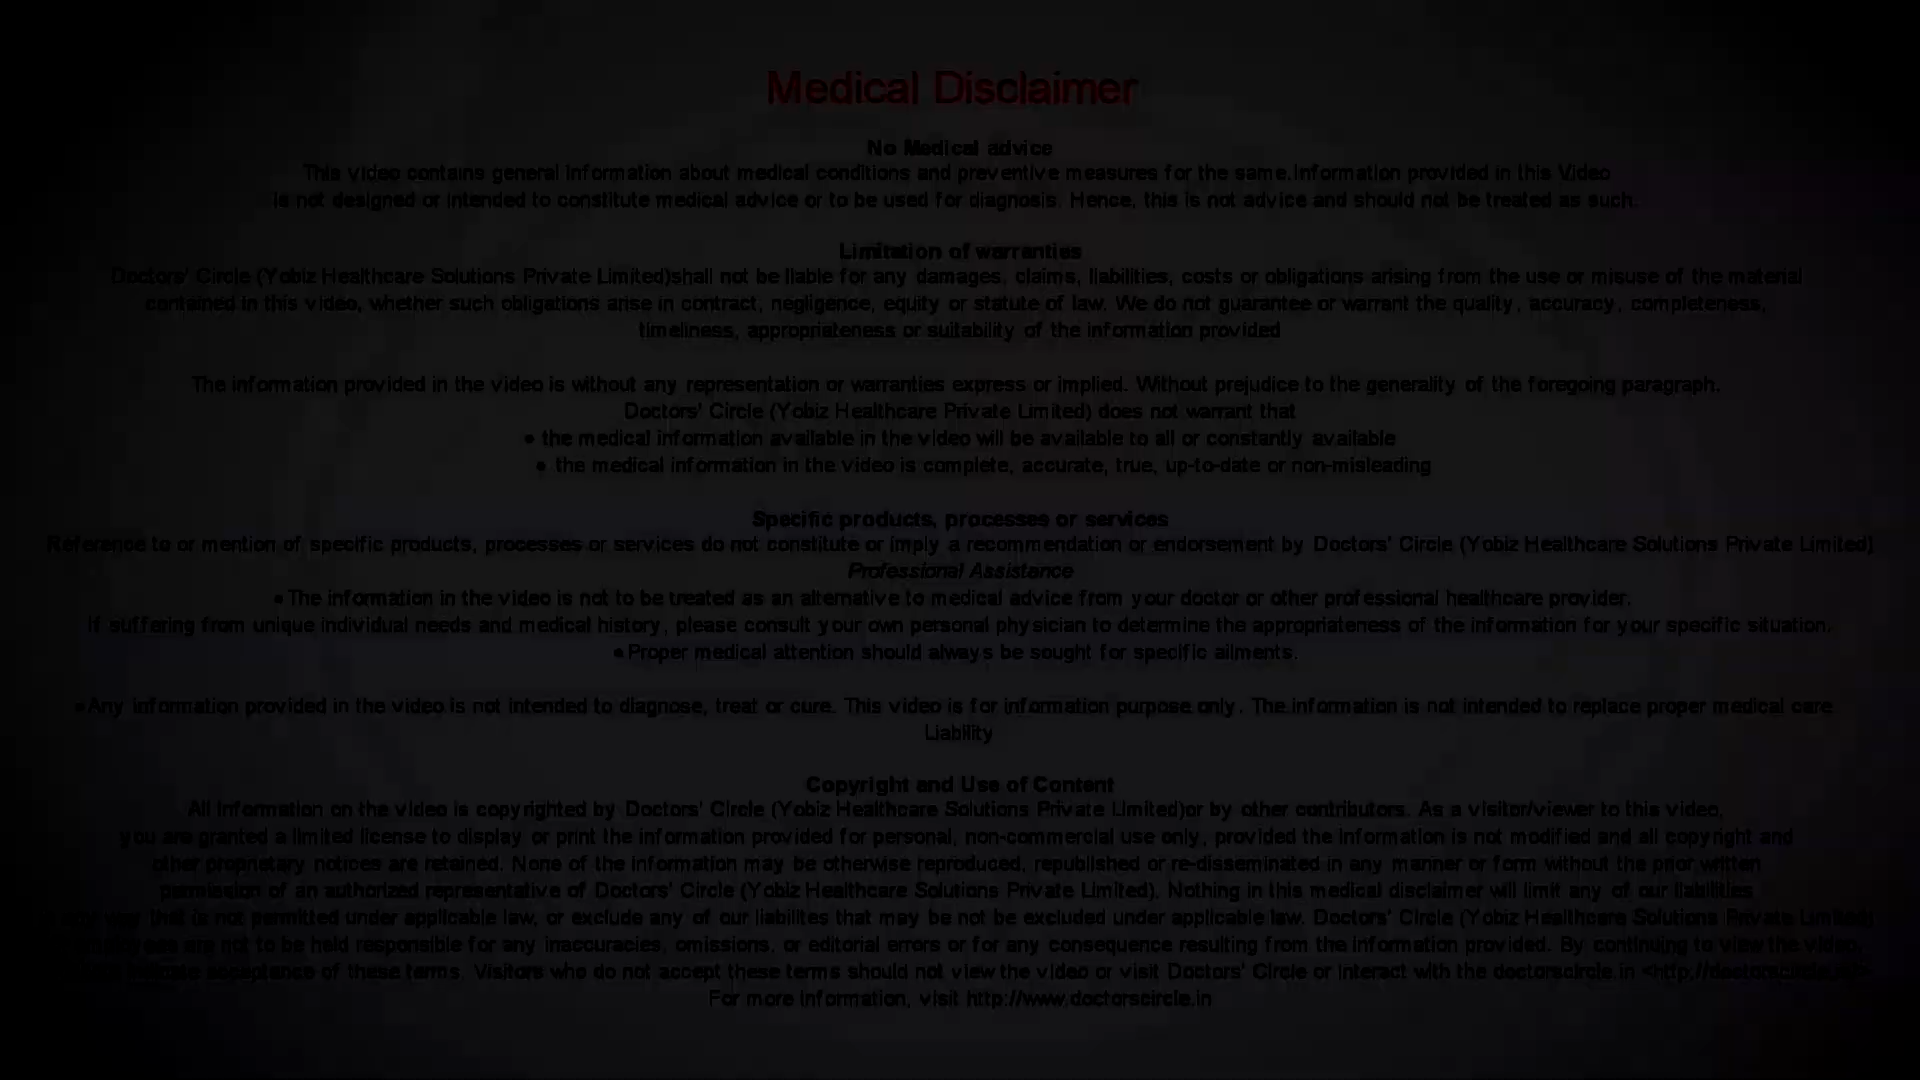 Medical Disclaimer
No Medical advice
This video contains general information about medical conditions and preventive measures for the same.Information provided in this Video
is not designed or intended to constitute medical advice or to be used for diagnosis. Hence, this is not advice and should not be treated as such.
Limitation of warranties
Doctors' Circle (Yobiz Healthcare Solutions Private Limited)shall not be liable for any damages, claims, liabilities, costs or obligations arising from the use or misuse of the material
contained in this video, whether such obligations arise in contract, negligence, equity or statute of law. We do not guarantee or warrant the quality, accuracy, completeness,
timeliness, appropriateness or suitability of the information provided
The information provided in the video is without any representation or warranties express or implied. Without prejudice to the generality of the foregoing paragraph.
Doctors' Circle (Yobiz Healthcare Private Limited) does not warrant that
• the medical information available in the video will be available to all or constantly available
• the medical information in the video is complete, accurate, true, up-to-date or non-misleading
Specific products, processes or services
Reference to or mention of specific products, processes or services do not constitute or imply a recommendation or endorsement by Doctors' Circle (Yobiz Healthcare Solutions Private Limited)
Professional Assistance
• The information in the video is not to be treated as an alternative to medical advice from your doctor or other professional healthcare provider.
If suffering from unique individual needs and medical history, please consult your own personal physician to determine the appropriateness of the information for your specific situation.
• Proper medical attention should always be sought for specific ailments.
• Any information provided in the video is not intended to diagnose, treat or cure. This video is for information purpose only. The information is not intended to replace proper medical care
Liability
Copyright and Use of Content
All information on the video is copyrighted by Doctors' Circle (Yobiz Healthcare Solutions Private Limited)or by other contributors. As a visitor/viewer to this video,
you are granted a limited license to display or print the information provided for personal, non-commercial use only, provided the information is not modified and all copyright and
other proprietary notices are retained. None of the information may be otherwise reproduced, republished or re-disseminated in any manner or form without the prior written
permission of an authorized representative of Doctors' Circle (Yobiz Healthcare Solutions Private Limited). Nothing in this medical disclaimer will limit any of our liabilities
that is not permitted under applicable law, or exclude any of our liabilites that may be not be excluded under applicable law. Doctors' Circle (Yobiz Healthcare Solutions Private Limited)
are not to be held responsible for any inaccuracies, omissions, or editorial errors or for any consequence resulting from the information provided. By continuing to view the video,
acceptance of these terms. Visitors who do not accept these terms should not view the video or visit Doctors' Circle or interact with the doctorscircle.in
For more information, visit http://www.doctorscircle.in